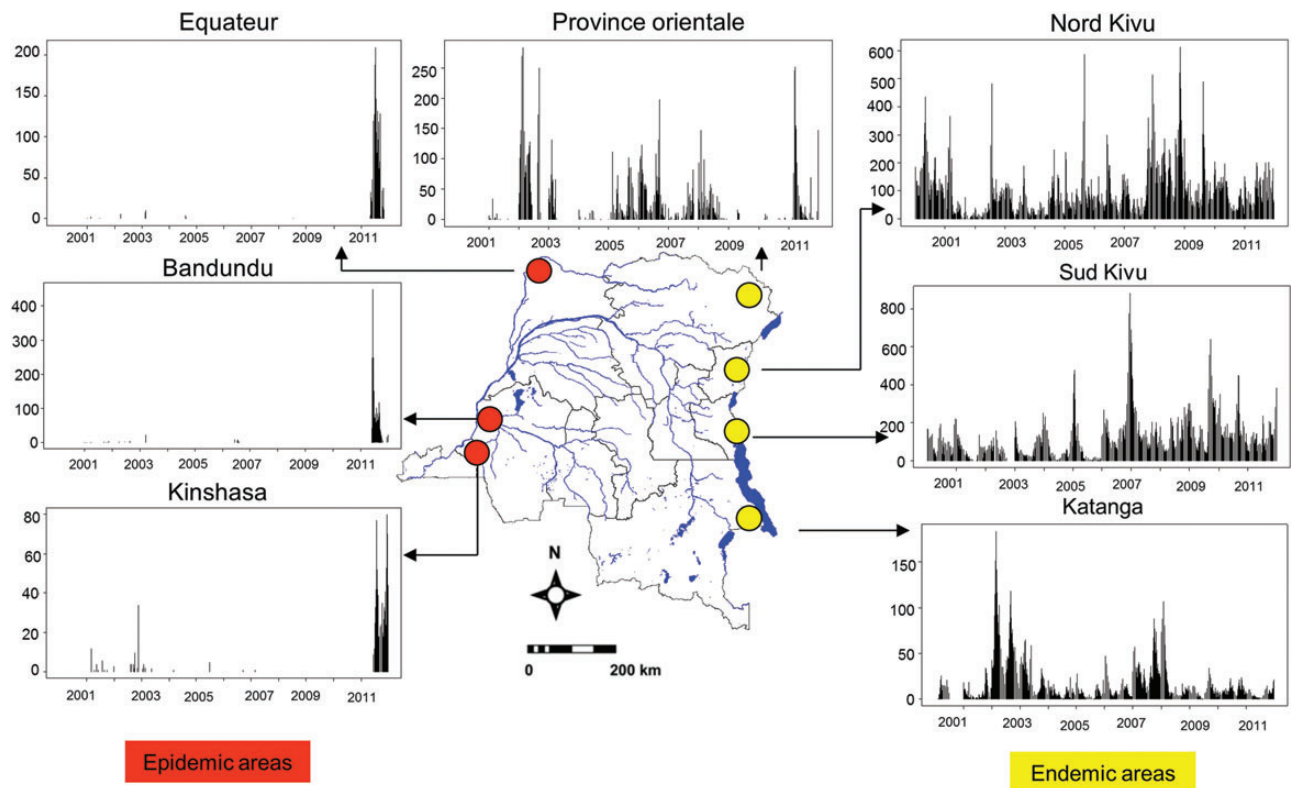 Equateur
200
150
100
50
0
2001 2003 2005 2007 2009 2011
Province orientale
250
200
150
100
50
0
2001 2003 2005 2007 2009 2011
Nord Kivu
600
500
400
300
200
100
0
2001 2003 2005 2007 2009 2011
Bandundu
400
300
200
100
0
2001 2003 2005 2007 2009 2011
Sud Kivu
800
600
400
200
0
2001 2003 2005 2007 2009 2011
Kinshasa
80
60
40
20
0
2001 2003 2005 2007 2009 2011
Katanga
150
100
50
0
2001 2003 2005 2007 2009 2011
N
0 200 km
Epidemic areas
Endemic areas